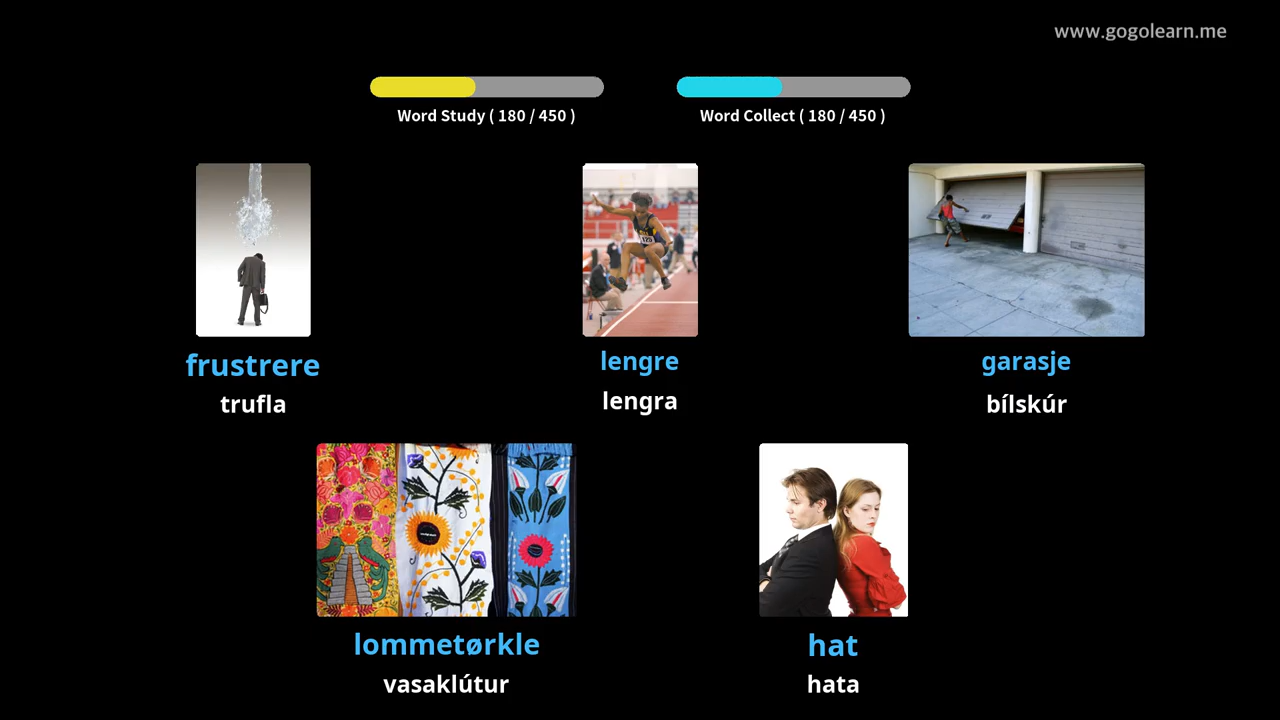 www.gogolearn.me
Word Study ( 180 / 450 )
Word Collect ( 180 / 450 )
frustrere
trufla
lengre
lengra
garasje
bílskúr
lommetørkle
vasaklútur
hat
hata